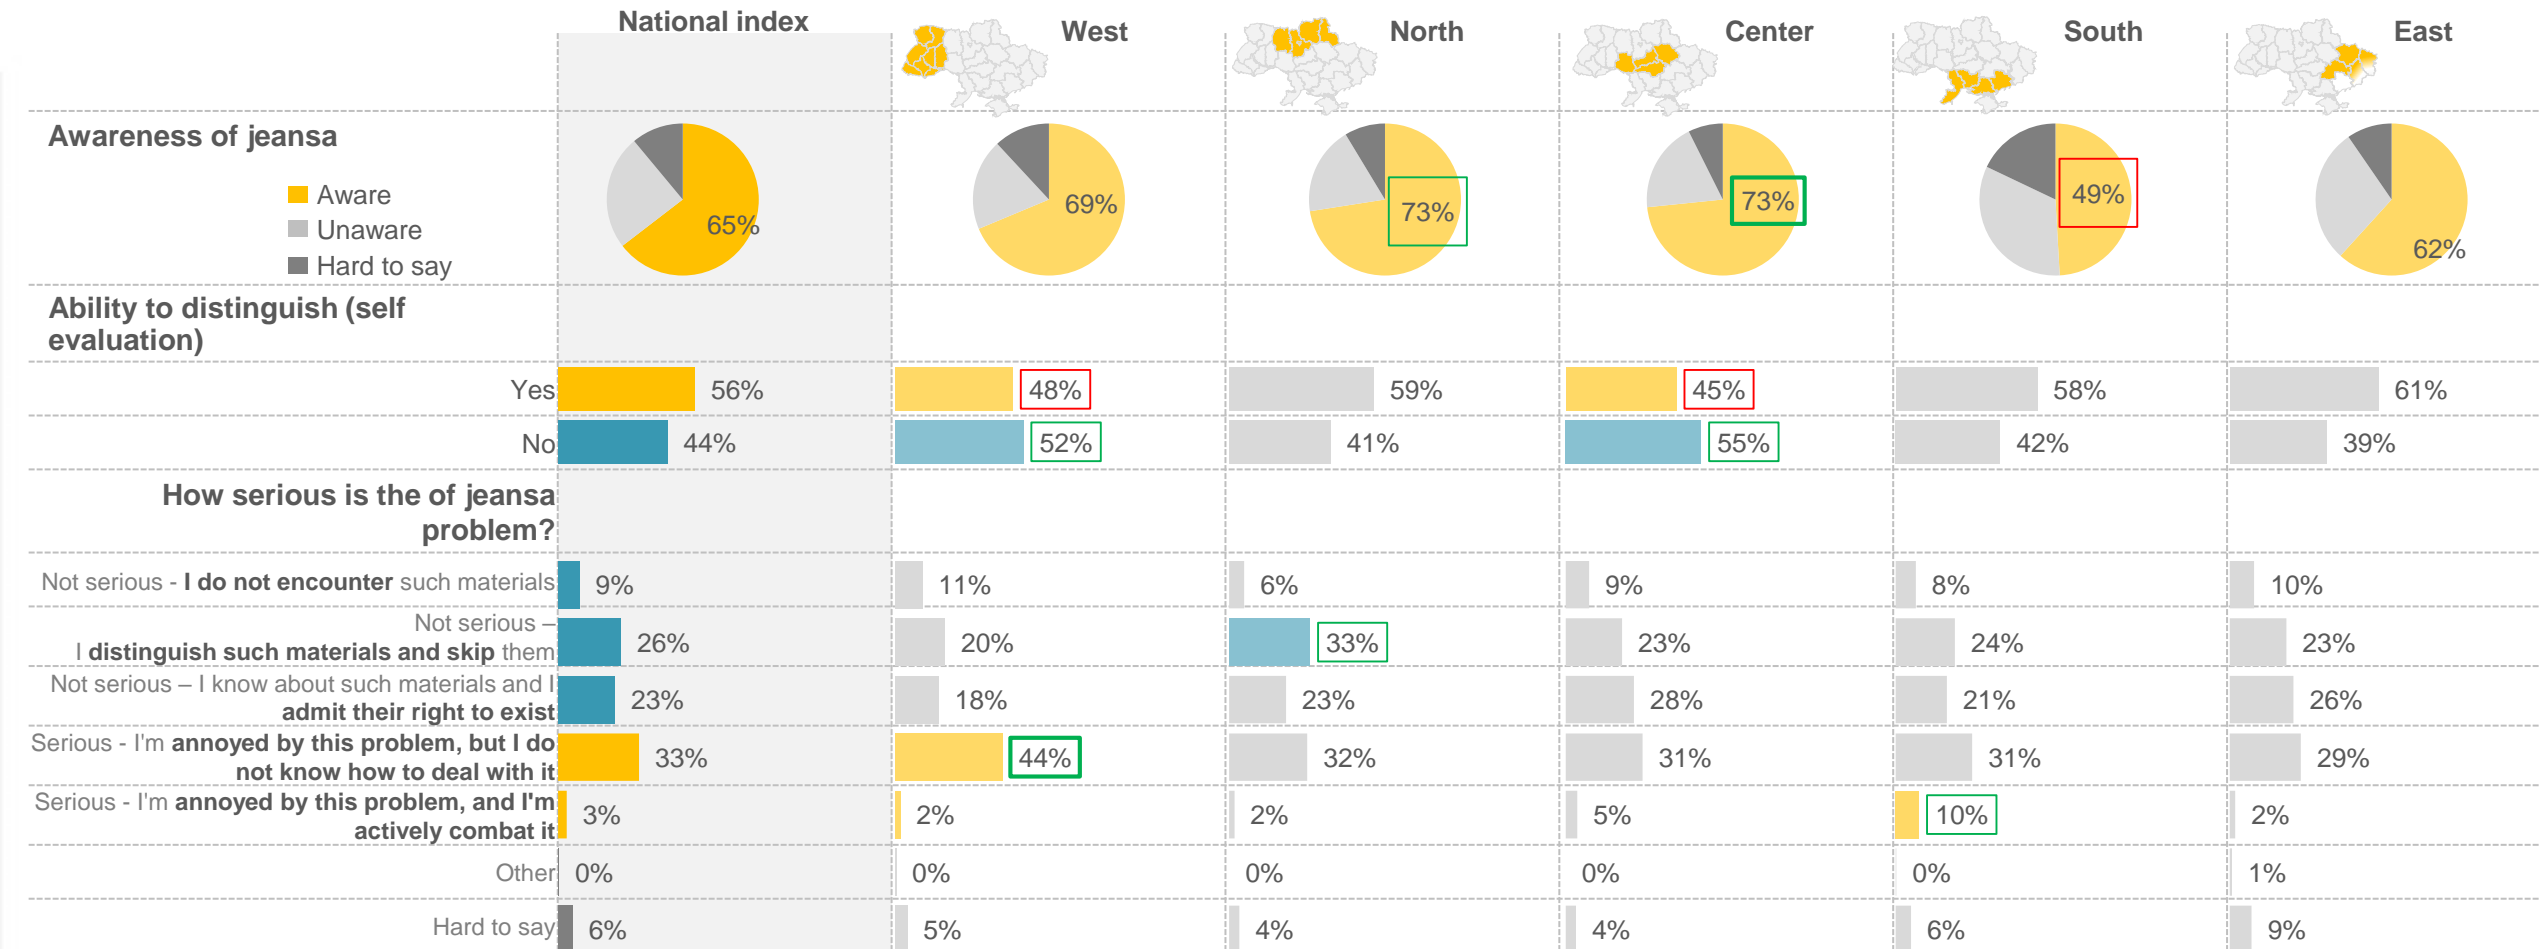 National index
West
North
Center
South
East
Awareness of jeansa
Aware
Unaware
Hard to say
65%
69%
73%
73%
49%
62%
Ability to distinguish (self
evaluation)
Yes 56% 48% 59% 45% 58% 61%
No 44% 52% 41% 55% 42% 39%
How serious is the of jeansa
problem?
Not serious - I do not encounter such materials 9% 11% 6% 9% 8% 10%
Not serious –
I distinguish such materials and skip them 26% 20% 33% 23% 24% 23%
Not serious – I know about such materials and I
admit their right to exist 23% 18% 23% 28% 21% 26%
Serious - I'm annoyed by this problem, but I do
not know how to deal with it 33% 44% 32% 31% 31% 29%
Serious - I'm annoyed by this problem, and I'm
actively combat it 3% 2% 2% 5% 10% 2%
Other 0% 0% 0% 0% 0% 1%
Hard to say 6% 5% 4% 4% 6% 9%